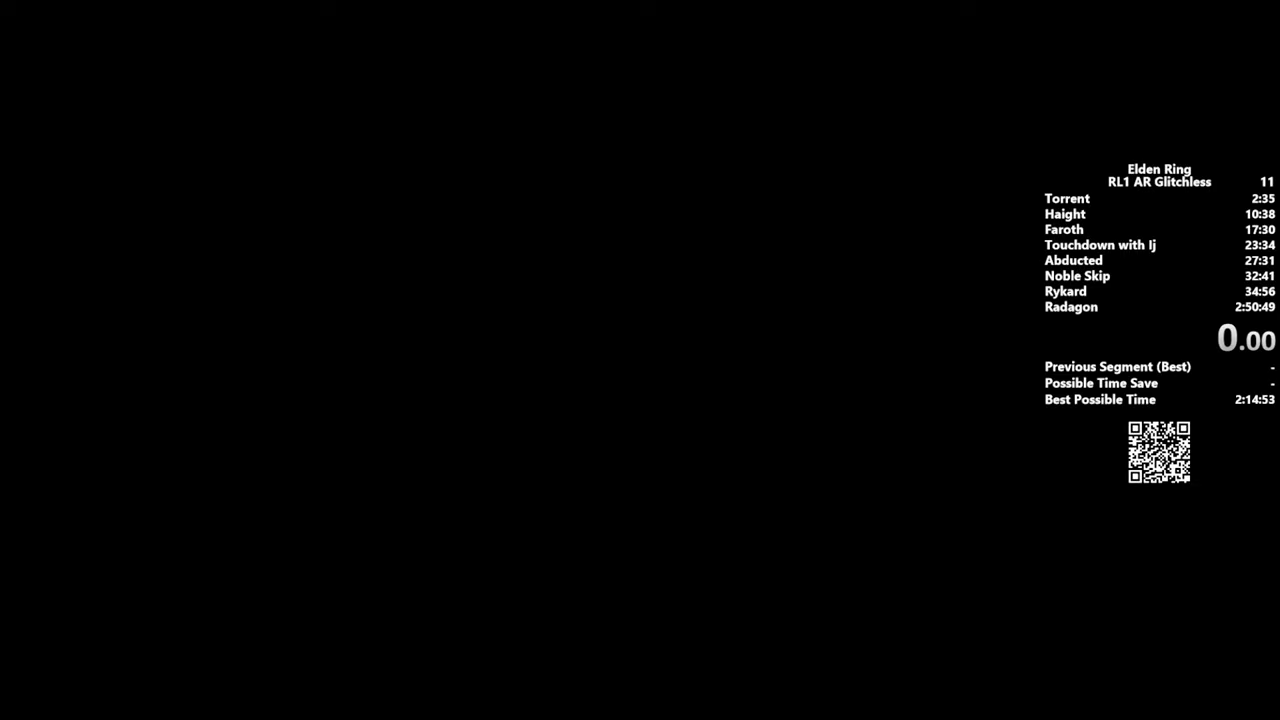 Elden Ring
RL1 AR Glitchless 11
Torrent 2:35
Haight 10:38
Faroth 17:30
Touchdown with Ij 23:34
Abducted 27:31
Noble Skip 32:41
Rykard 34:56
Radagon 2:50:49
0.00
Previous Segment (Best) -
Possible Time Save -
Best Possible Time 2:14:53